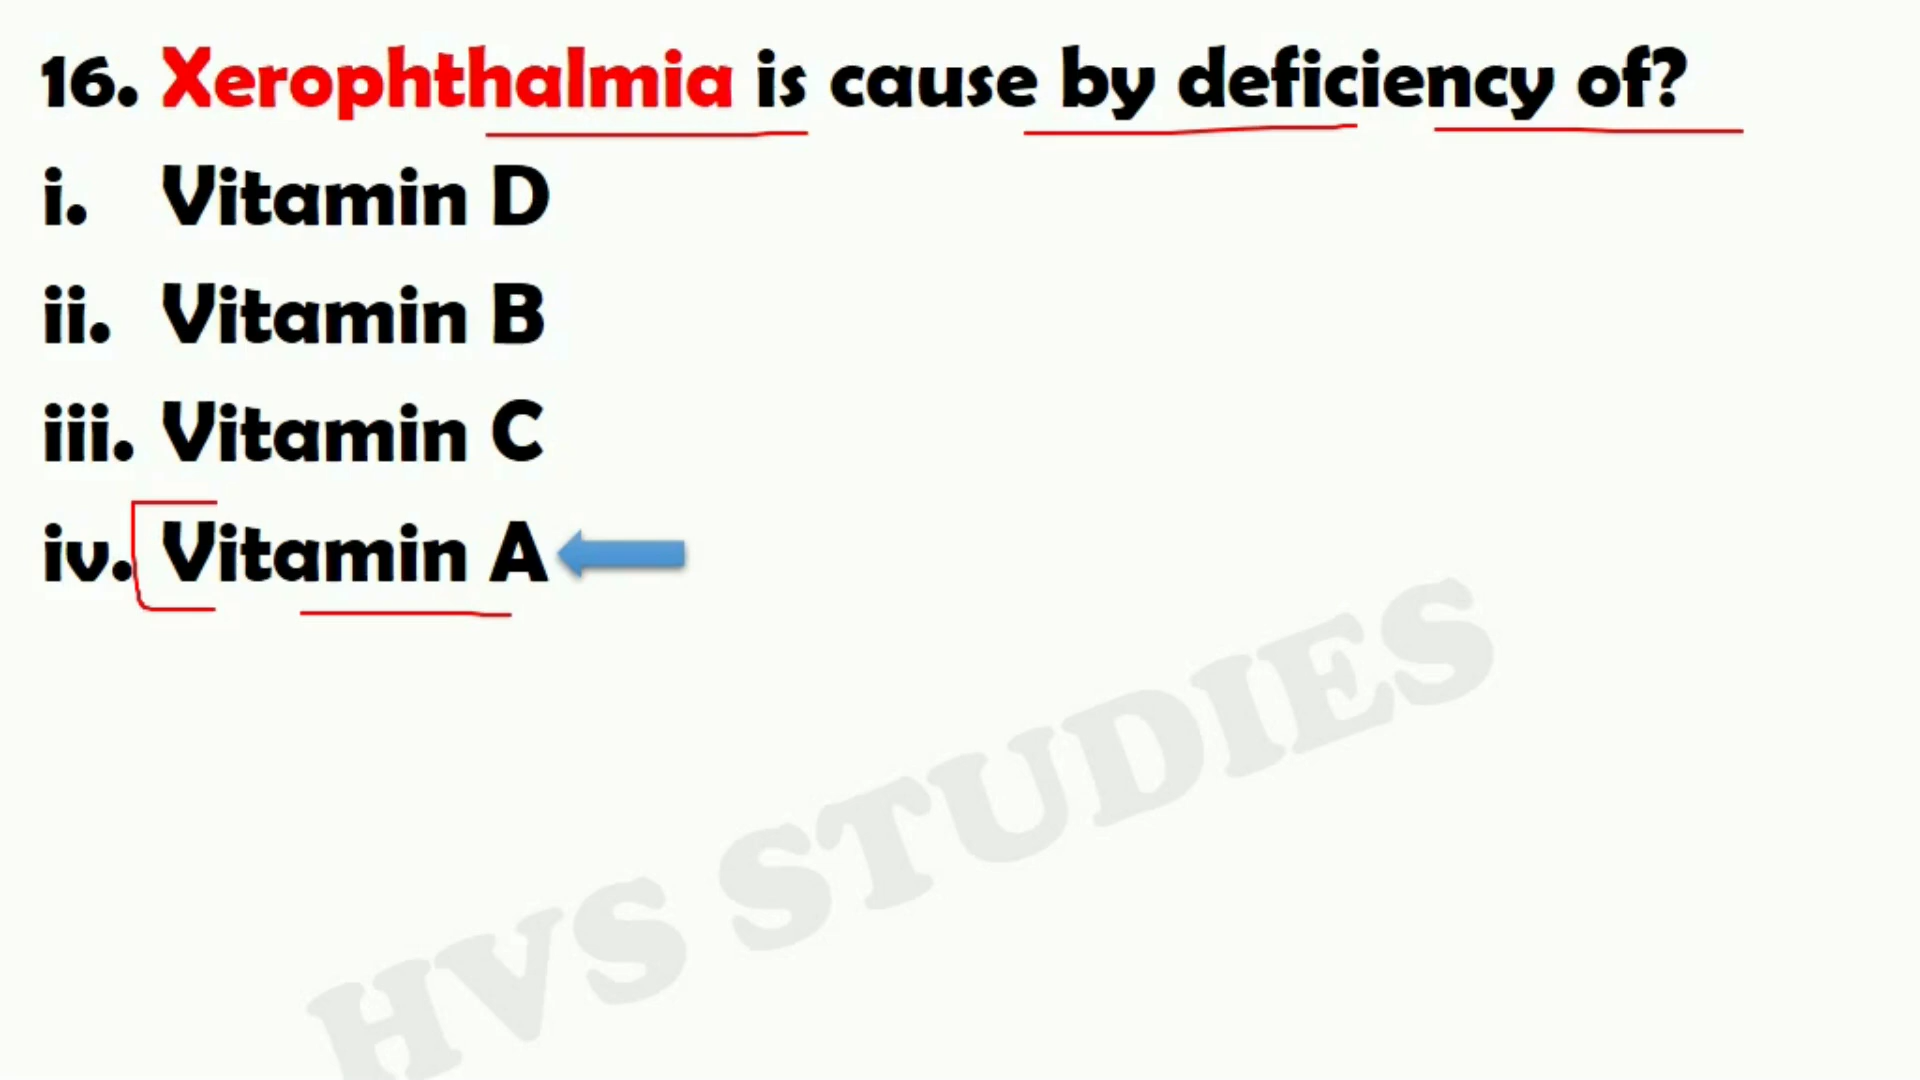 16. Xerophthalmia is cause by deficiency of?
i. Vitamin D
ii. Vitamin B
iii. Vitamin C
iv. Vitamin A
HVS STUDIES